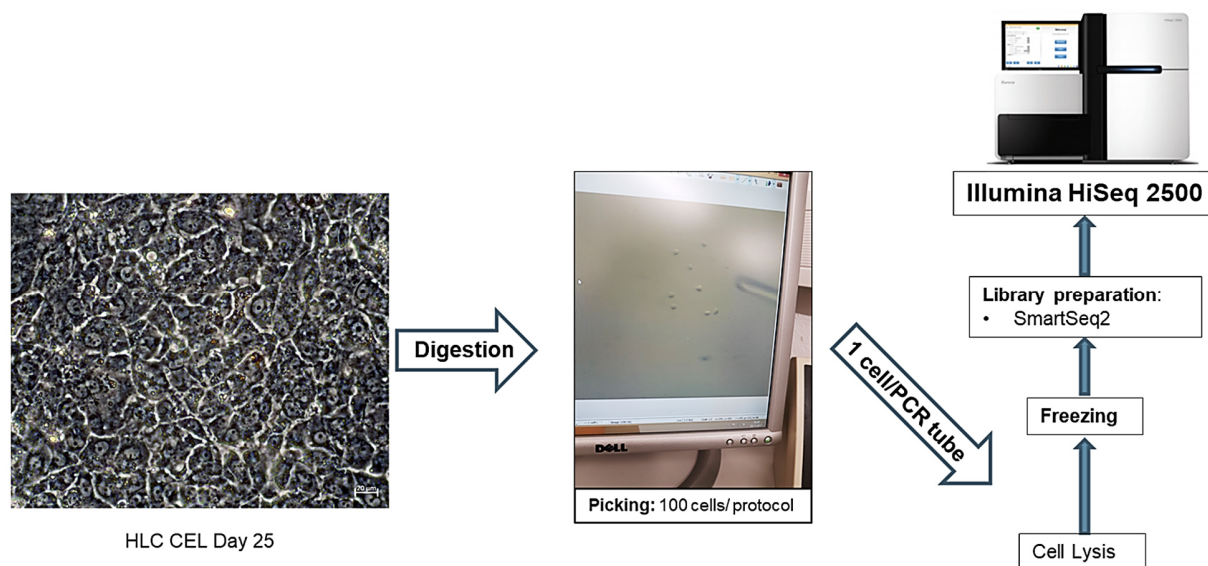 20 µm
HLC CEL Day 25
Digestion
DELL
Picking: 100 cells/ protocol
1 cell/PCR tube
Cell Lysis
Freezing
Library preparation:
• SmartSeq2
Illumina HiSeq 2500